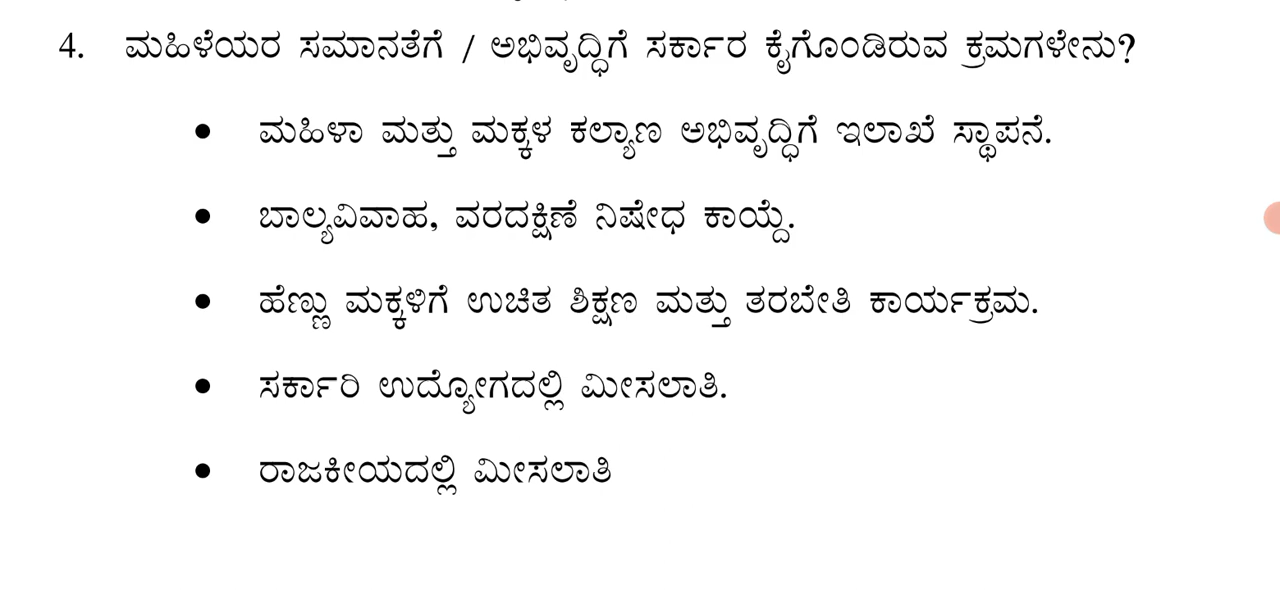 4. ಮಹಿಳೆಯರ ಸಮಾನತೆಗೆ / ಅಭಿವೃದ್ಧಿಗೆ ಸರ್ಕಾರ ಕೈಗೊಂಡಿರುವ ಕ್ರಮಗಳೇನು?
• ಮಹಿಳಾ ಮತ್ತು ಮಕ್ಕಳ ಕಲ್ಯಾಣ ಅಭಿವೃದ್ಧಿಗೆ ಇಲಾಖೆ ಸ್ಥಾಪನೆ.
• ಬಾಲ್ಯವಿವಾಹ, ವರದಕ್ಷಿಣೆ ನಿಷೇಧ ಕಾಯ್ದೆ.
• ಹೆಣ್ಣು ಮಕ್ಕಳಿಗೆ ಉಚಿತ ಶಿಕ್ಷಣ ಮತ್ತು ತರಬೇತಿ ಕಾರ್ಯಕ್ರಮ.
• ಸರ್ಕಾರಿ ಉದ್ಯೋಗದಲ್ಲಿ ಮೀಸಲಾತಿ.
• ರಾಜಕೀಯದಲ್ಲಿ ಮೀಸಲಾತಿ